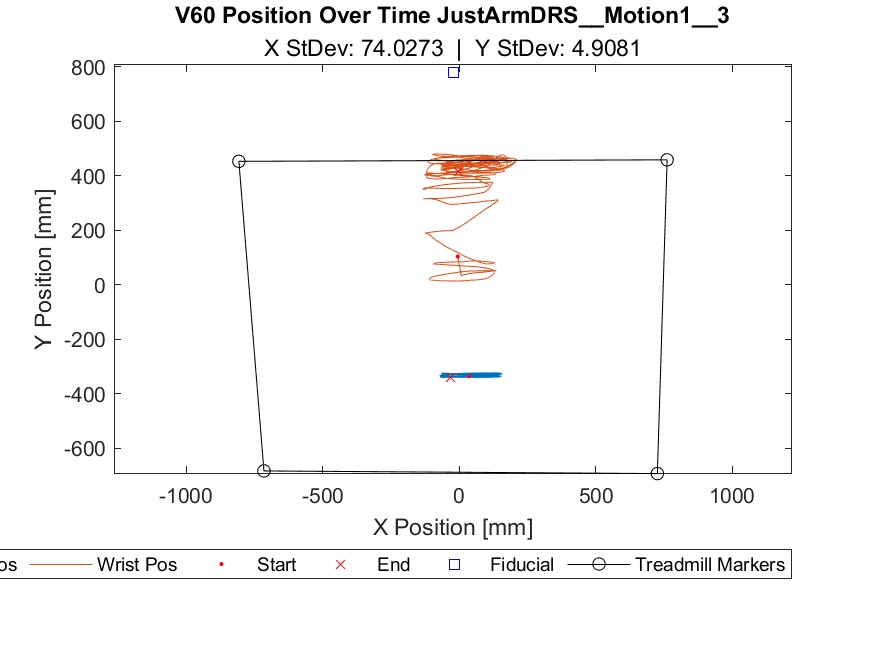 V60 Position Over Time JustArmDRS__Motion1__3
X StDev: 74.0273 | Y StDev: 4.9081
800
600
400
200
0
-200
-400
-600
Y Position [mm]
-1000 -500 0 500 1000
X Position [mm]
os Wrist Pos Start End Fiducial Treadmill Markers